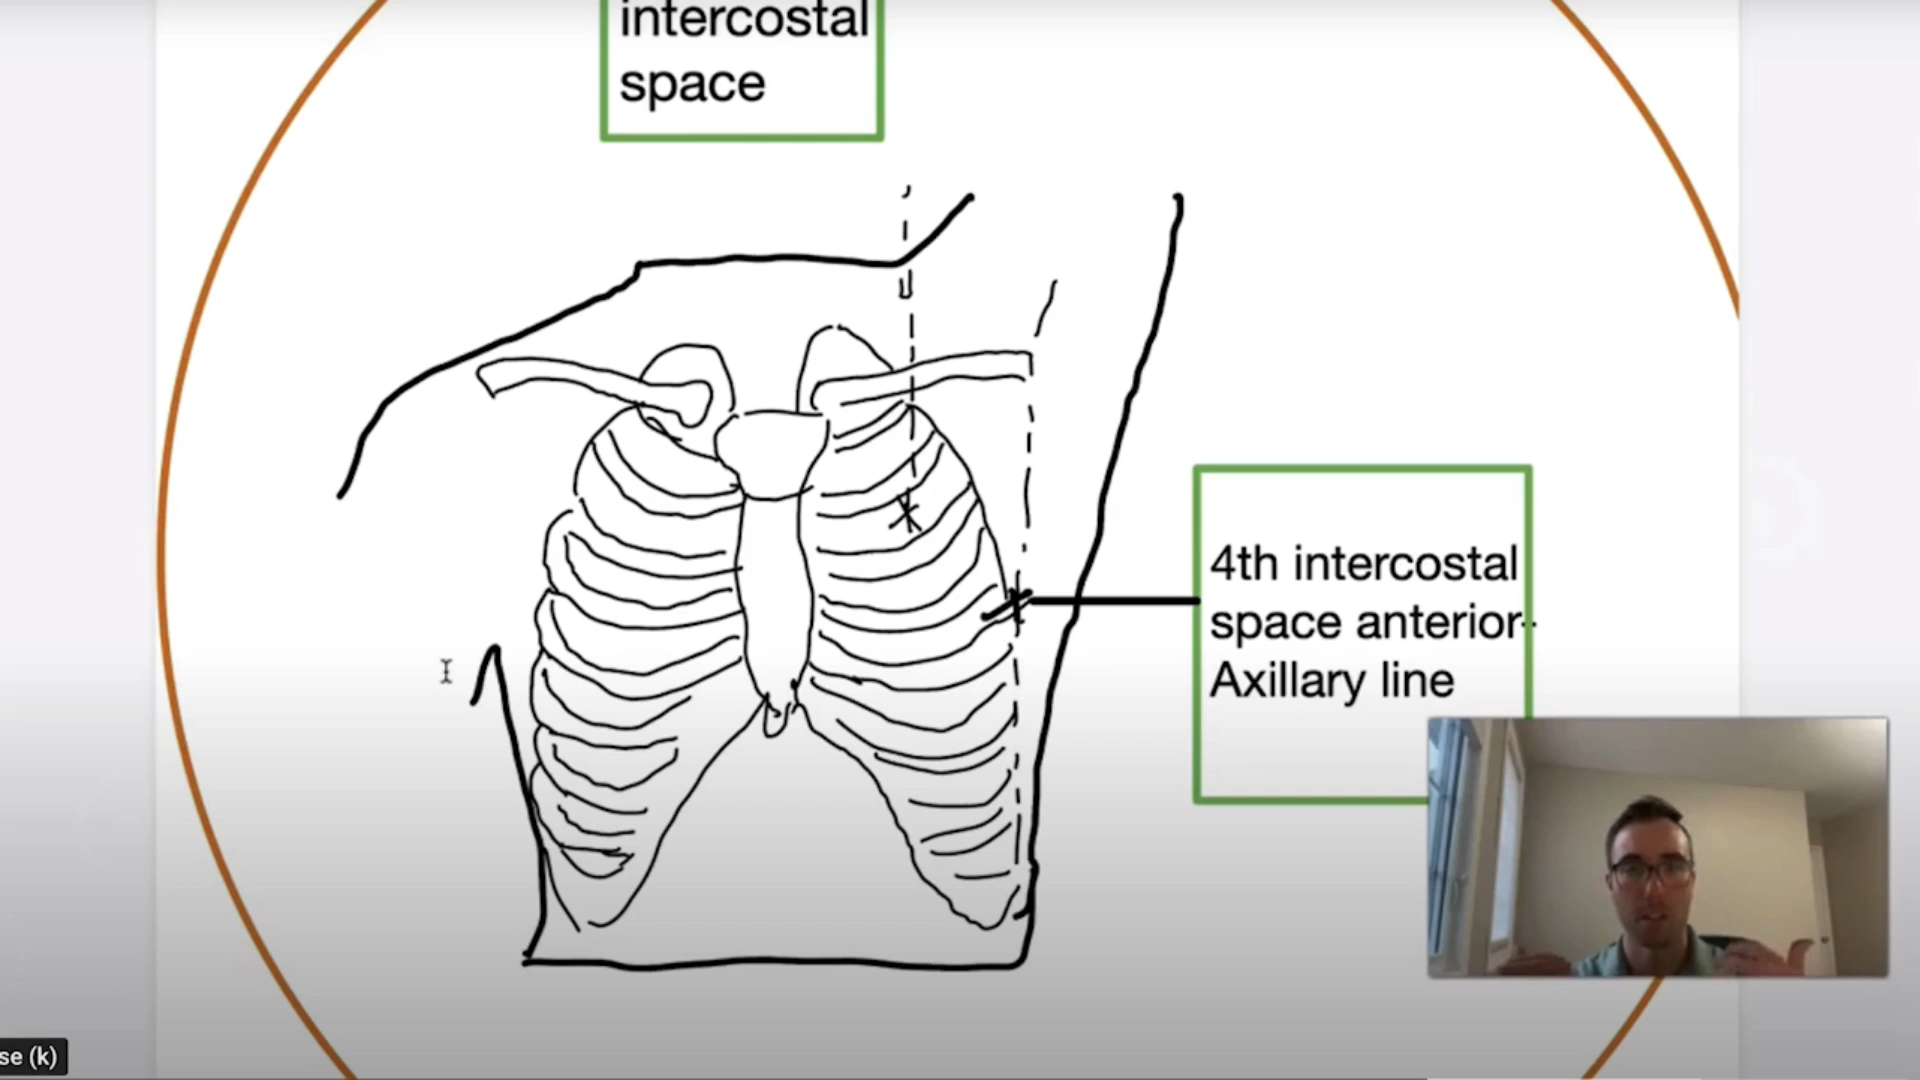 intercostal
space
4th intercostal
space anterior-
Axillary line
se (k)